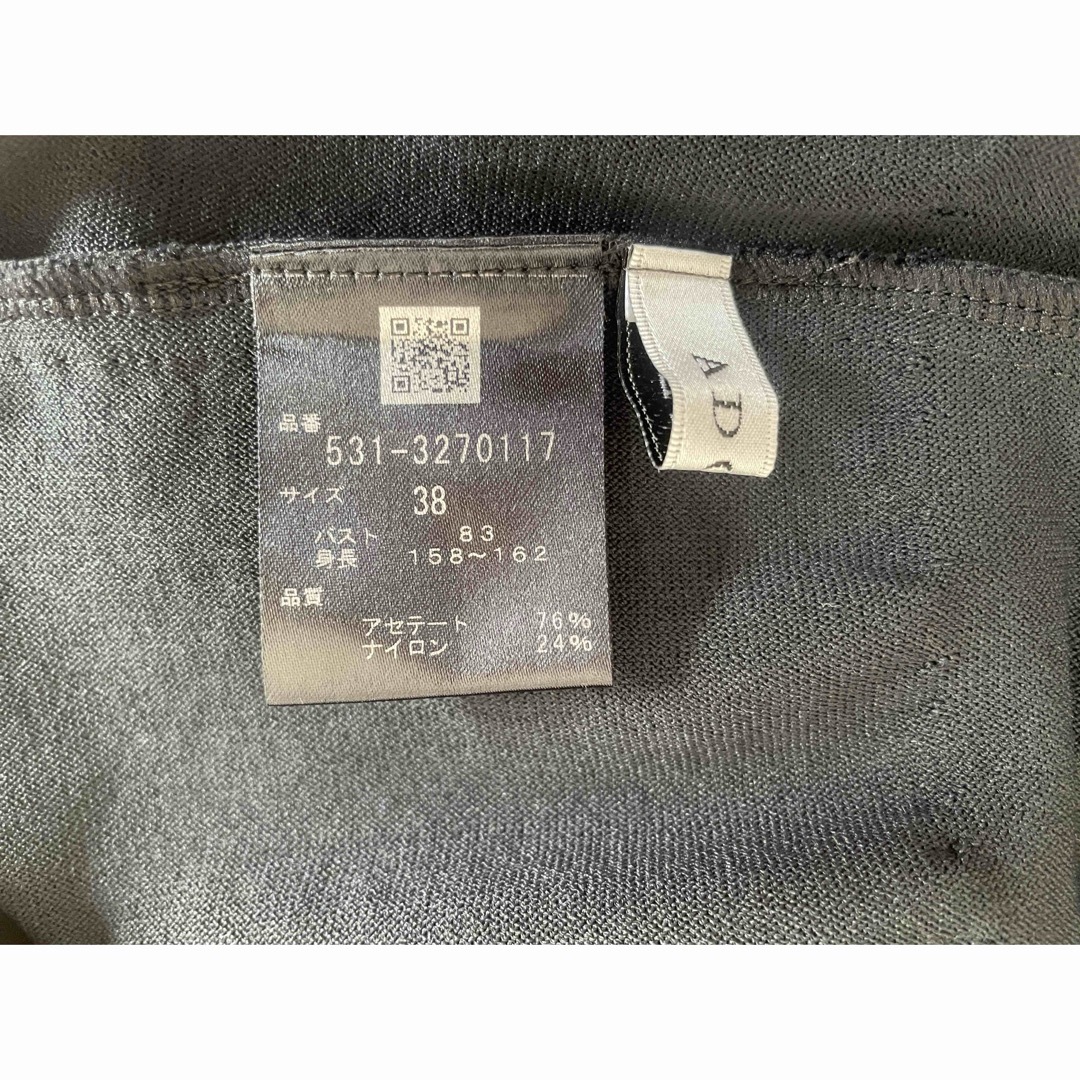 品番
531-3270117
サイズ 38
バスト 83
身長 158～162
品質
アセテート 76%
ナイロン 24%
AD